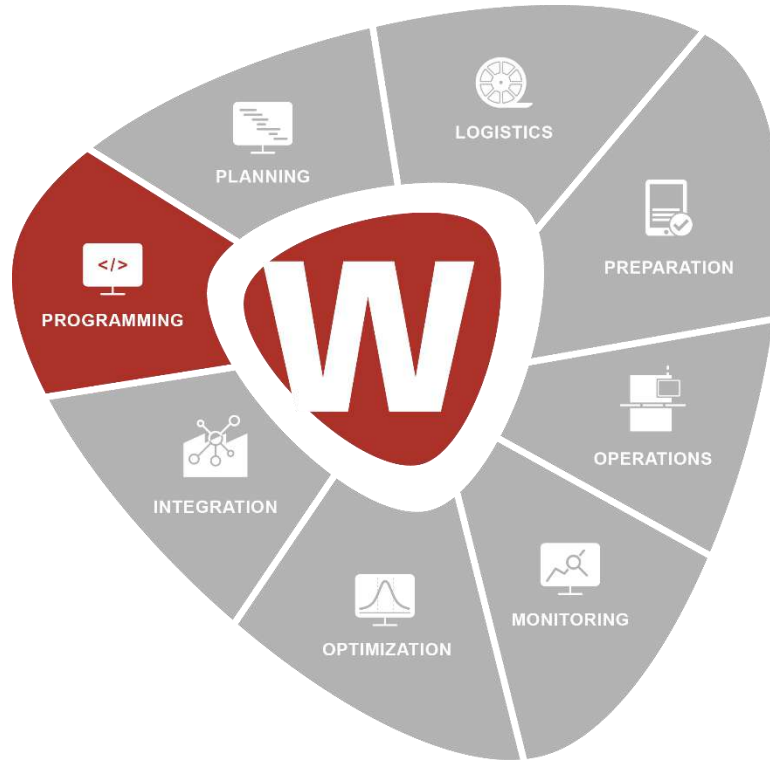 LOGISTICS
PLANNING
PREPARATION
</>
PROGRAMMING
W
OPERATIONS
INTEGRATION
MONITORING
OPTIMIZATION